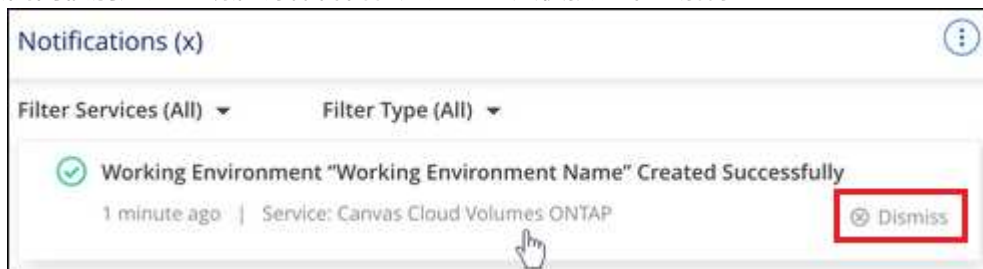 Notifications (x)
Filter Services (All) Filter Type (All)
Working Environment “Working Environment Name” Created Successfully
1 minute ago | Service: Canvas Cloud Volumes ONTAP
Dismiss